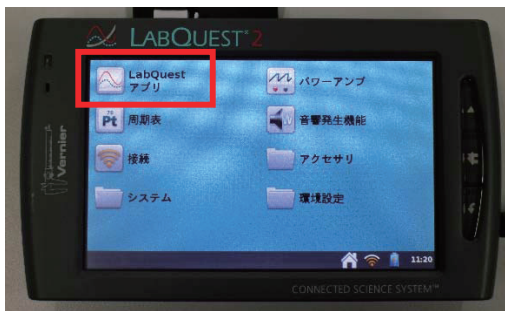 LABQUEST®2
LabQuest
アプリ
パワーアンプ
78
Pt
周期表
音響発生機能
接続
アクセサリ
システム
環境設定
11:20
Vernier
CONNECTED SCIENCE SYSTEM™